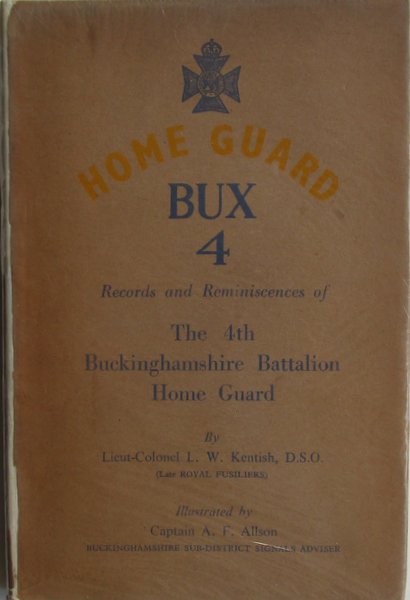 HOME GUARD
BUX
4
Records and Reminiscences of
The 4th
Buckinghamshire Battalion
Home Guard
By
Lieut-Colonel L. W. Kentish, D.S.O.
(Late ROYAL FUSILIERS)
Illustrated by
Captain A. F. Allson
BUCKINGHAMSHIRE SUB-DISTRICT SIGNALS ADVISER